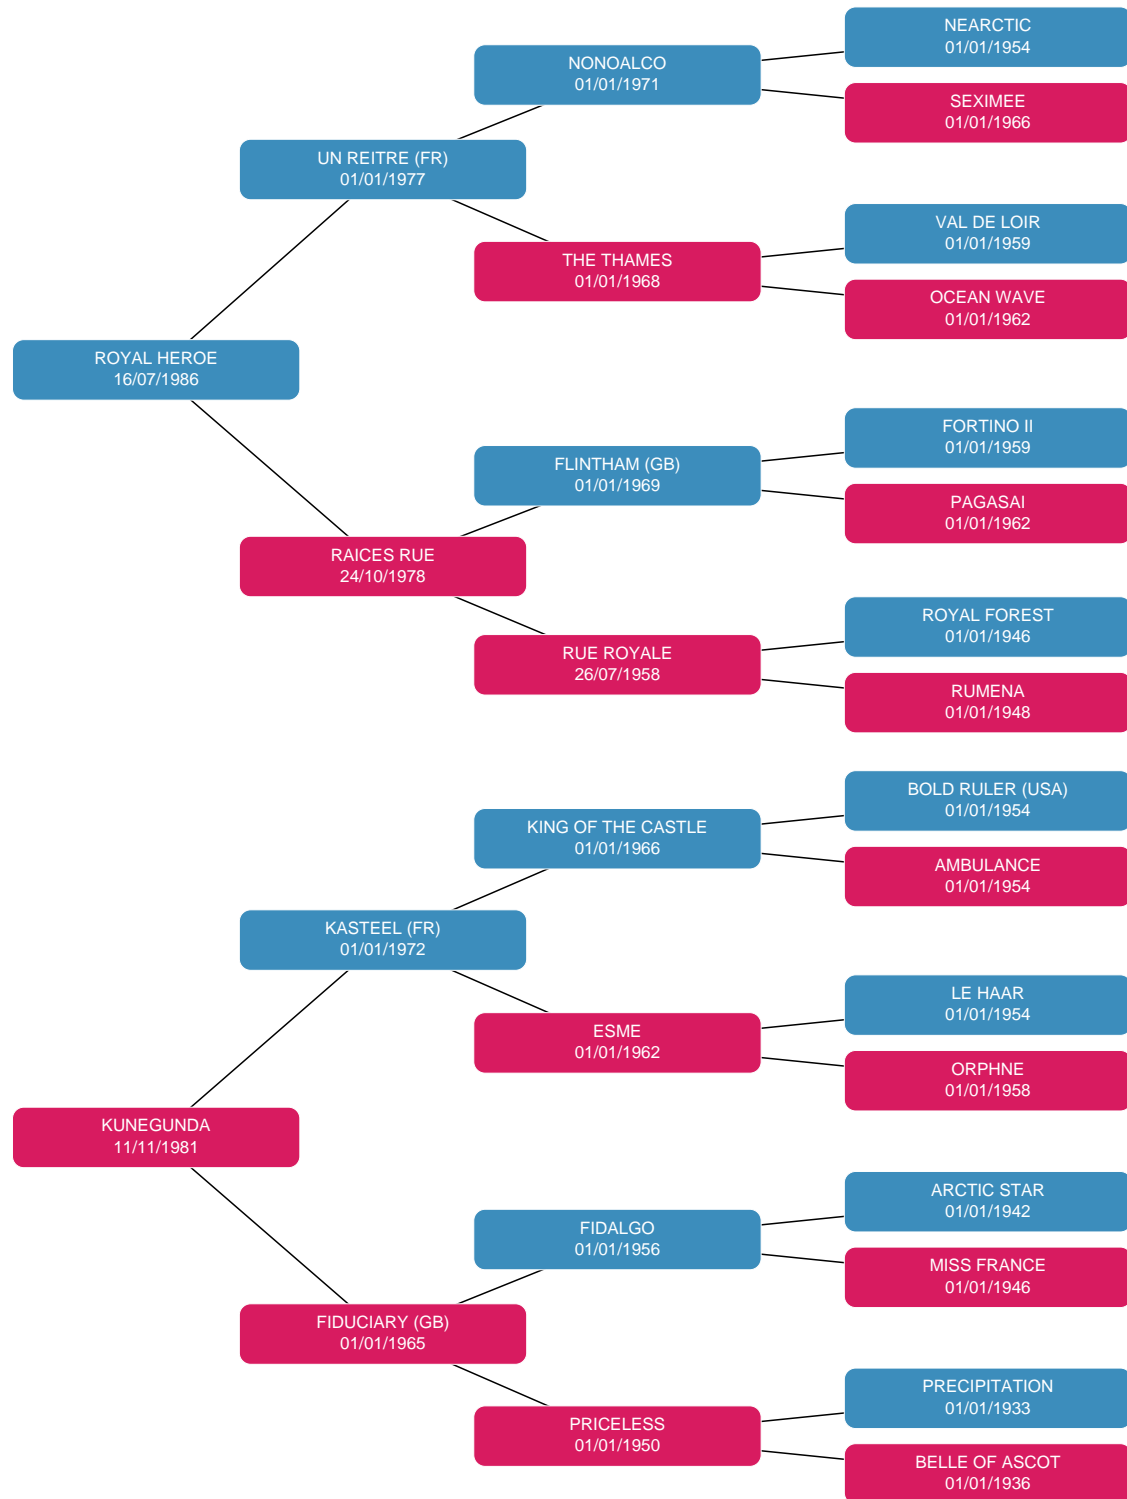 NEARCTIC
01/01/1954
NONOALCO
01/01/1971
SEXIMEE
01/01/1966
UN REITRE (FR)
01/01/1977
VAL DE LOIR
01/01/1959
THE THAMES
01/01/1968
OCEAN WAVE
01/01/1962
ROYAL HEROE
16/07/1986
FORTINO II
01/01/1959
FLINTHAM (GB)
01/01/1969
PAGASAI
01/01/1962
RAICES RUE
24/10/1978
ROYAL FOREST
01/01/1946
RUE ROYALE
26/07/1958
RUMENA
01/01/1948
BOLD RULER (USA)
01/01/1954
KING OF THE CASTLE
01/01/1966
AMBULANCE
01/01/1954
KASTEEL (FR)
01/01/1972
LE HAAR
01/01/1954
ESME
01/01/1962
ORPHNE
01/01/1958
KUNEGUNDA
11/11/1981
ARCTIC STAR
01/01/1942
FIDALGO
01/01/1956
MISS FRANCE
01/01/1946
FIDUCIARY (GB)
01/01/1965
PRECIPITATION
01/01/1933
PRICELESS
01/01/1950
BELLE OF ASCOT
01/01/1936